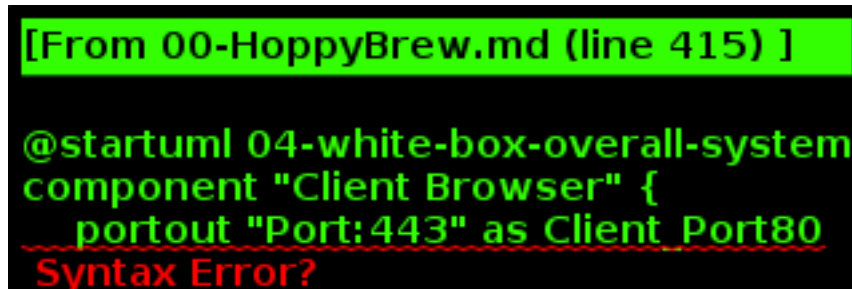 [From 00-HoppyBrew.md (line 415) ]
@startuml 04-white-box-overall-system
component "Client Browser" {
portout "Port:443" as Client_Port80
Syntax Error?